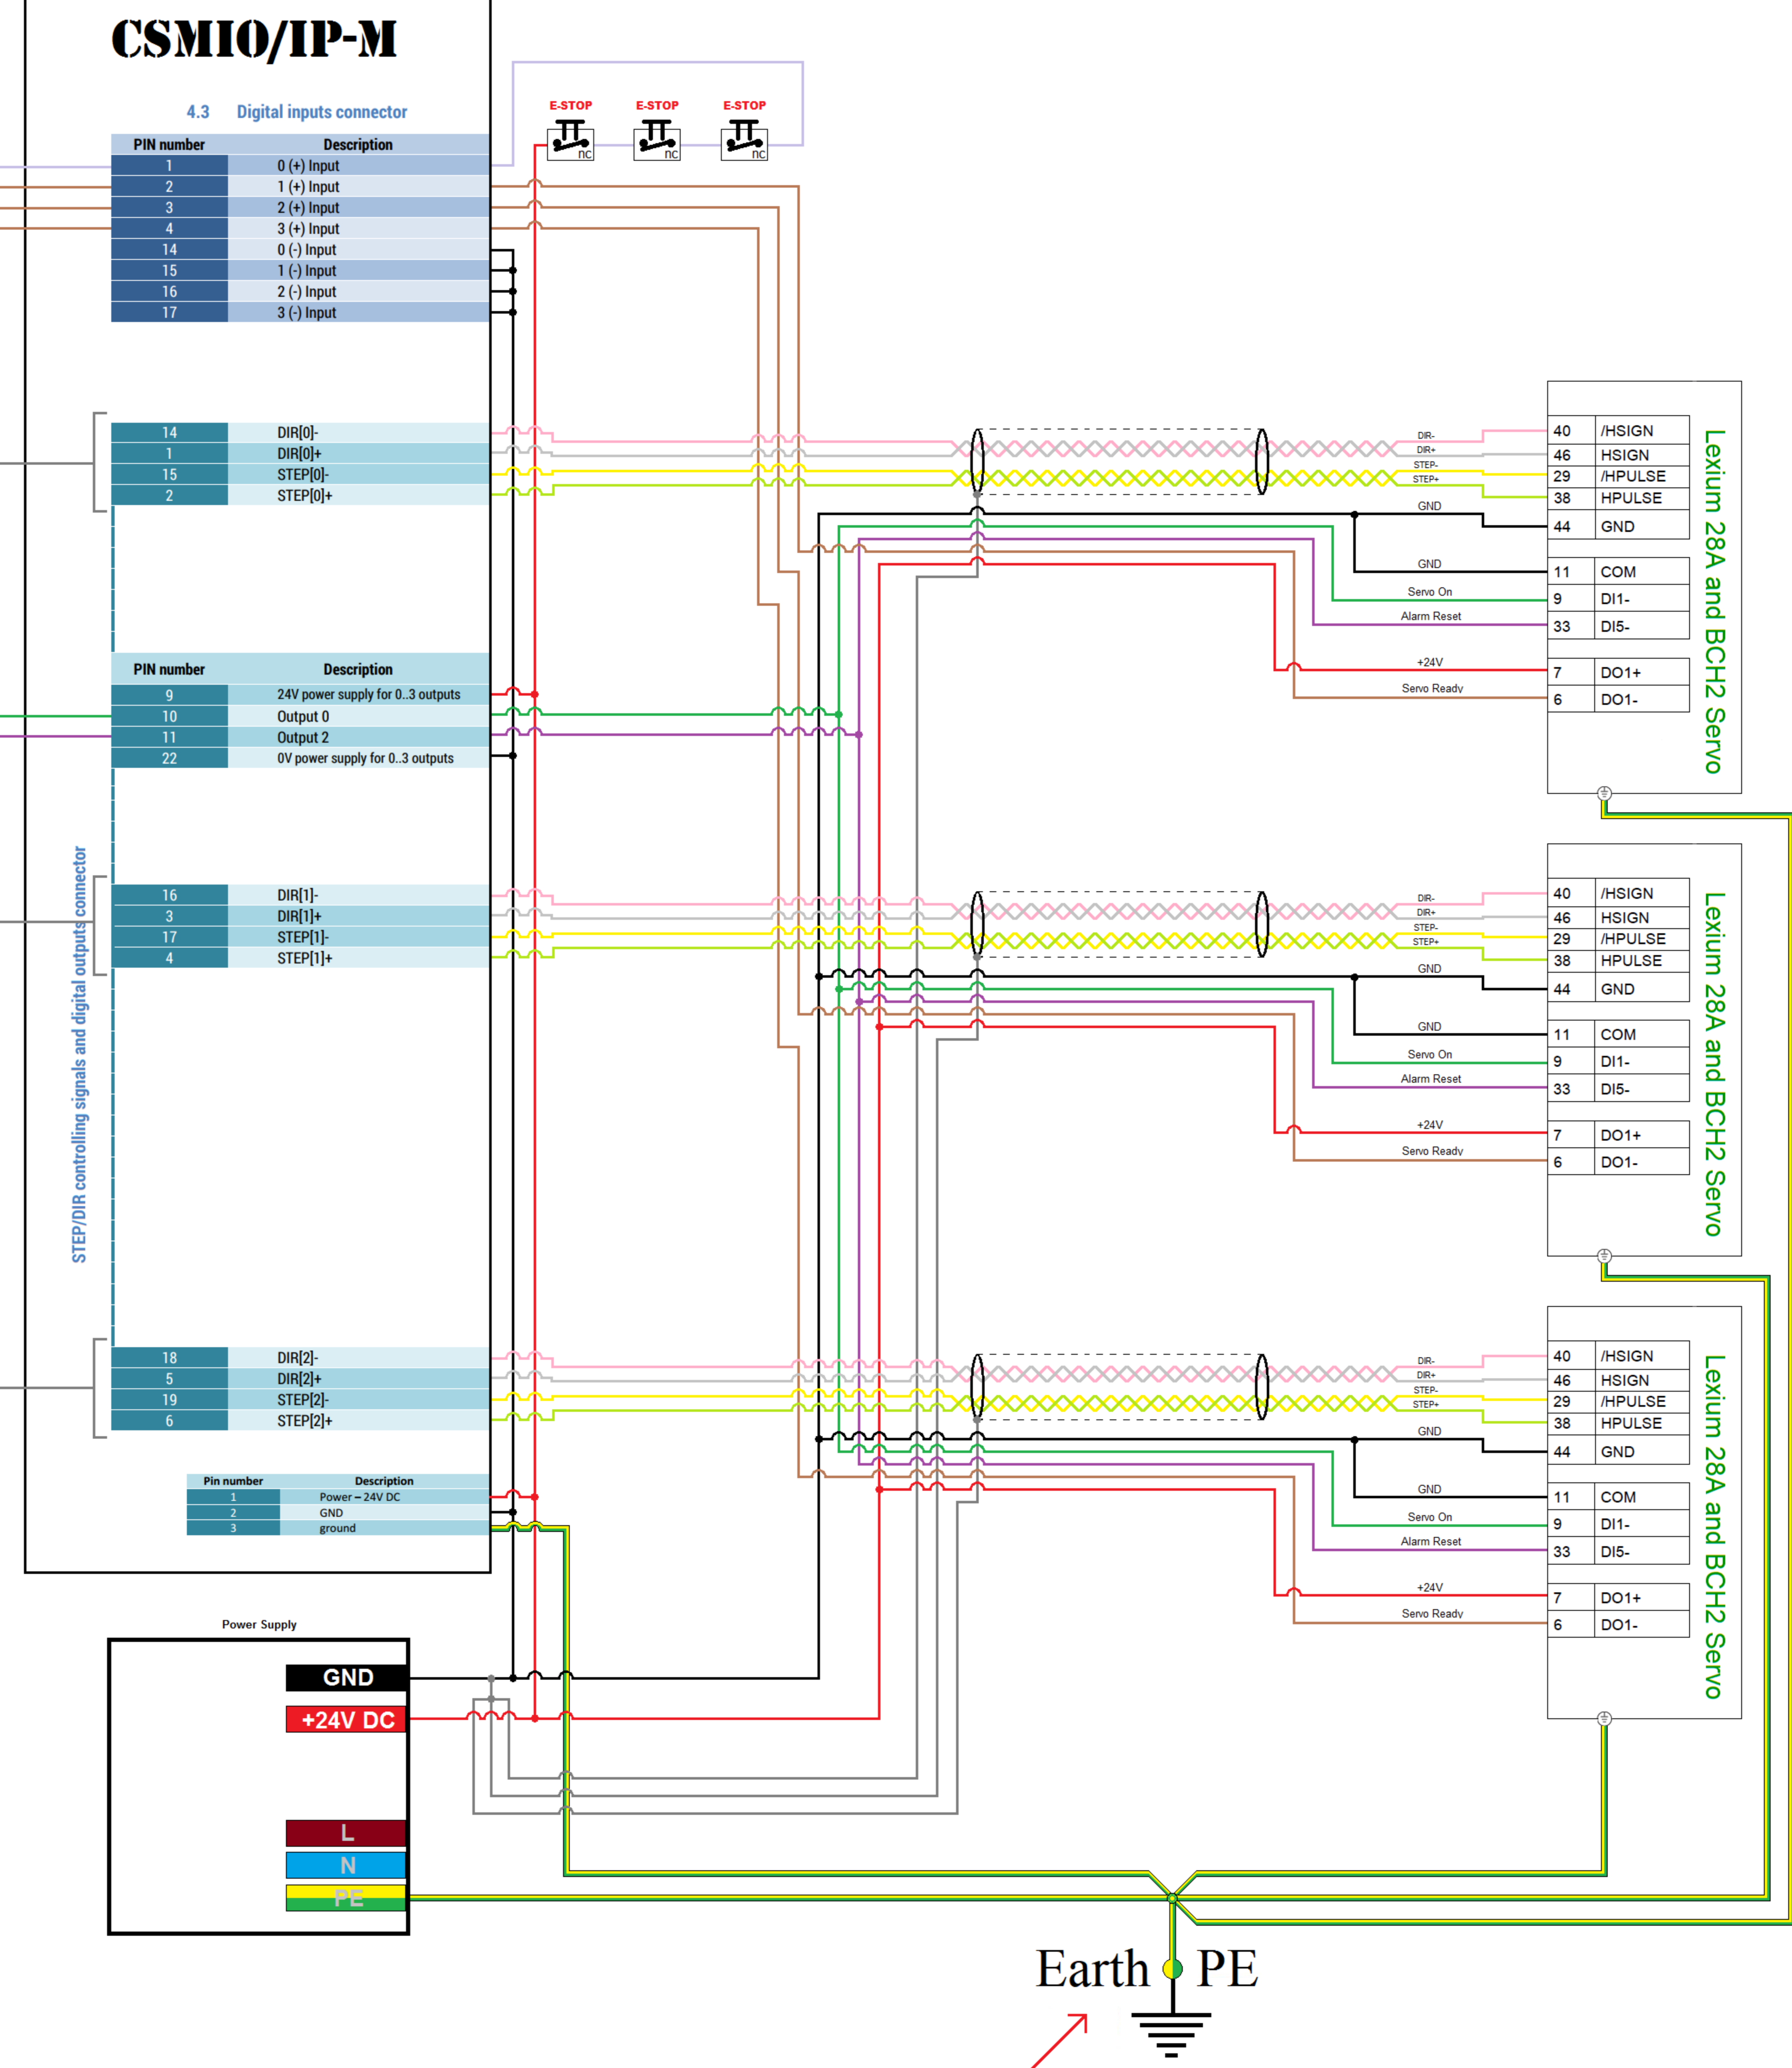 CSMIO/IP-M
4.3 Digital inputs connector
E-STOP E-STOP E-STOP
nc nc nc
PIN number Description
1 0 (+) Input
2 1 (+) Input
3 2 (+) Input
4 3 (+) Input
14 0 (-) Input
15 1 (-) Input
16 2 (-) Input
17 3 (-) Input
14 DIR[0]-
1 DIR[0]+
15 STEP[0]-
2 STEP[0]+
PIN number Description
9 24V power supply for 0..3 outputs
10 Output 0
11 Output 2
22 0V power supply for 0..3 outputs
STEP/DIR controlling signals and digital outputs connector
16 DIR[1]-
3 DIR[1]+
17 STEP[1]-
4 STEP[1]+
18 DIR[2]-
5 DIR[2]+
19 STEP[2]-
6 STEP[2]+
Pin number Description
1 Power – 24V DC
2 GND
3 ground
Power Supply
GND
+24V DC
L
N
PE
DIR- 40 /HSIGN
DIR+ 46 HSIGN
STEP- 29 /HPULSE
STEP+ 38 HPULSE
GND 44 GND
GND 11 COM
Servo On 9 DI1-
Alarm Reset 33 DI5-
+24V 7 DO1+
Servo Ready 6 DO1-
Lexium 28A and BCH2 Servo
DIR- 40 /HSIGN
DIR+ 46 HSIGN
STEP- 29 /HPULSE
STEP+ 38 HPULSE
GND 44 GND
GND 11 COM
Servo On 9 DI1-
Alarm Reset 33 DI5-
+24V 7 DO1+
Servo Ready 6 DO1-
Lexium 28A and BCH2 Servo
DIR- 40 /HSIGN
DIR+ 46 HSIGN
STEP- 29 /HPULSE
STEP+ 38 HPULSE
GND 44 GND
GND 11 COM
Servo On 9 DI1-
Alarm Reset 33 DI5-
+24V 7 DO1+
Servo Ready 6 DO1-
Lexium 28A and BCH2 Servo
Earth PE